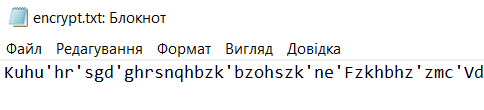 encrypt.txt: Блокнот
Файл Редагування Формат Вигляд Довідка
Kuhu'hr'sgd'ghrsnqhbzk'bzohszk'ne'Fzkhbhz'zmc'Vd